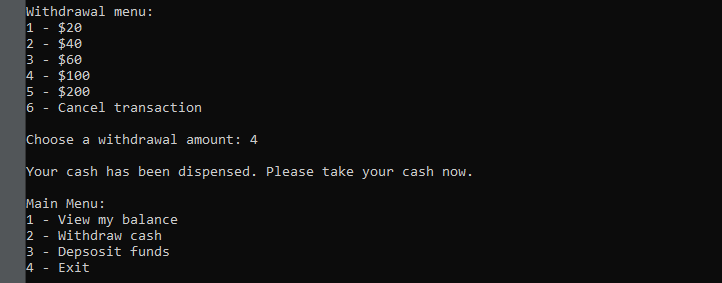 Withdrawal menu:
1 - $20
2 - $40
3 - $60
4 - $100
5 - $200
6 - Cancel transaction
Choose a withdrawal amount: 4
Your cash has been dispensed. Please take your cash now.
Main Menu:
1 - View my balance
2 - Withdraw cash
3 - Depsosit funds
4 - Exit